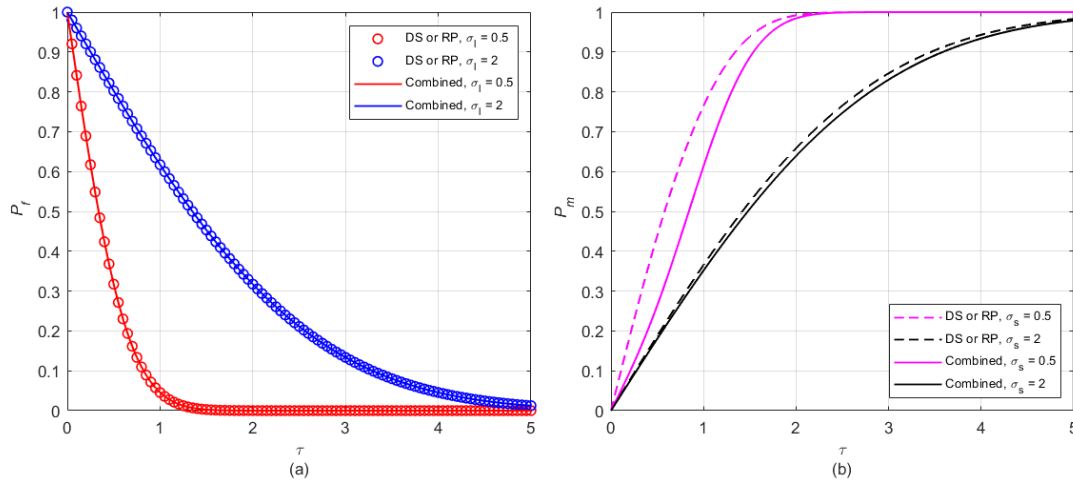 1
0.9
0.8
0.7
0.6
0.5
0.4
0.3
0.2
0.1
0
P_f
0 1 2 3 4 5
τ
(a)
DS or RP, σ_l = 0.5
DS or RP, σ_l = 2
Combined, σ_l = 0.5
Combined, σ_l = 2
1
0.9
0.8
0.7
0.6
0.5
0.4
0.3
0.2
0.1
0
P_m
0 1 2 3 4 5
τ
(b)
DS or RP, σ_s = 0.5
DS or RP, σ_s = 2
Combined, σ_s = 0.5
Combined, σ_s = 2